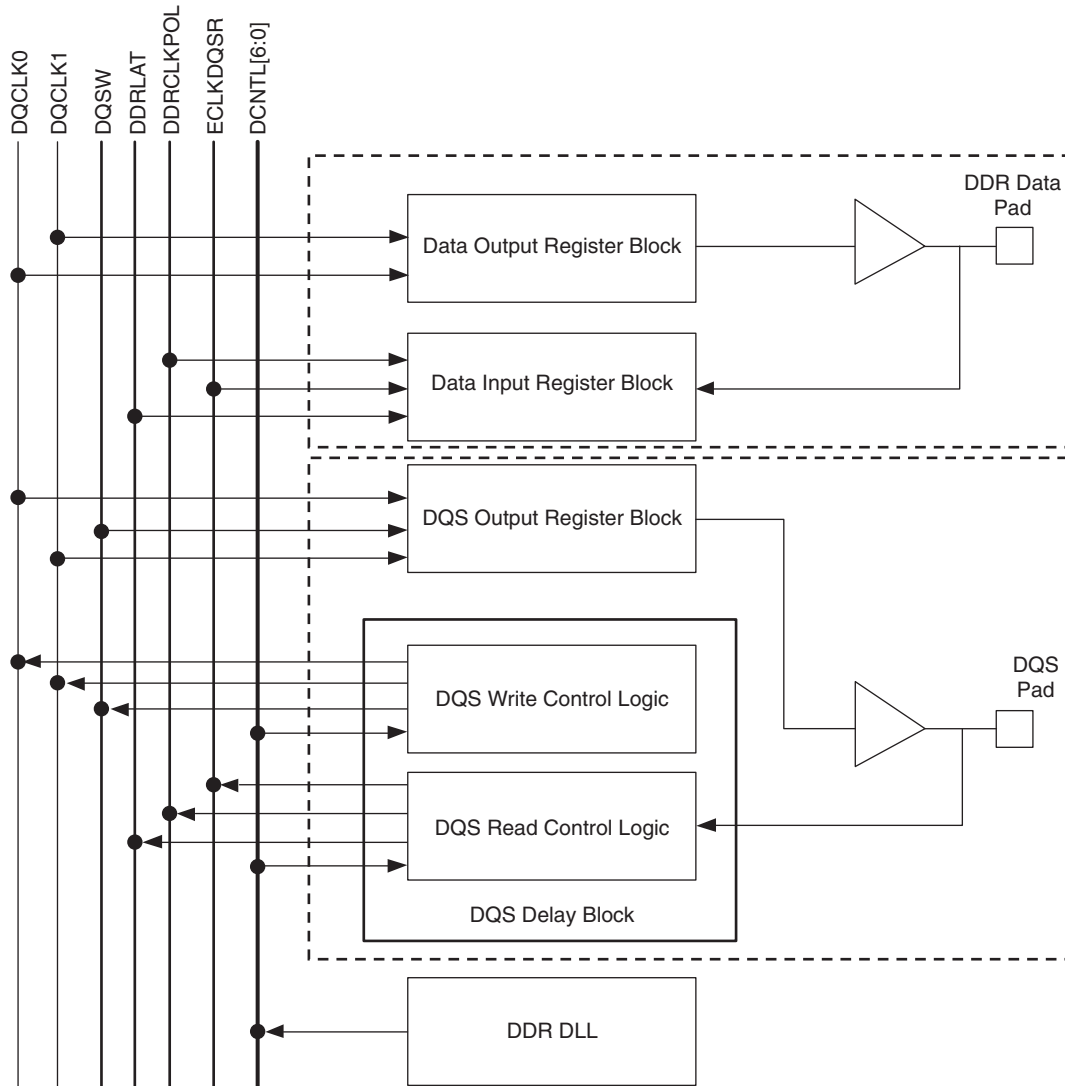 DQCLK0
DQCLK1
DQSW
DDRLAT
DDRCLKPOL
ECLKDQSR
DCNTL[6:0]
DDR Data
Pad
Data Output Register Block
Data Input Register Block
DQS Output Register Block
DQS Write Control Logic
DQS
Pad
DQS Read Control Logic
DQS Delay Block
DDR DLL